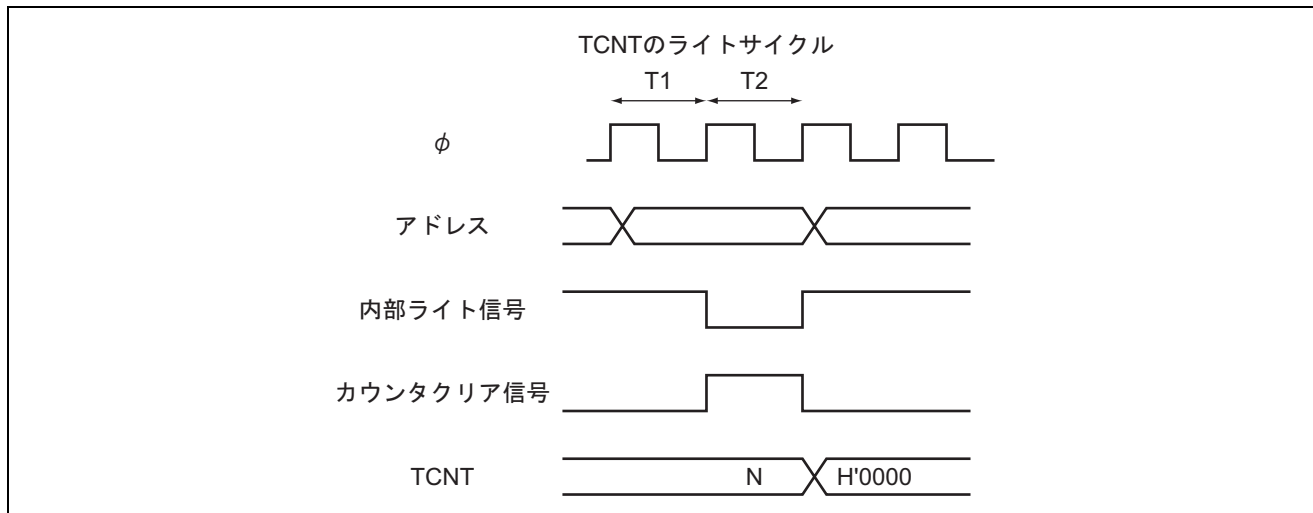 TCNTのライトサイクル
T1 T2
φ
アドレス
内部ライト信号
カウンタクリア信号
TCNT N H'0000